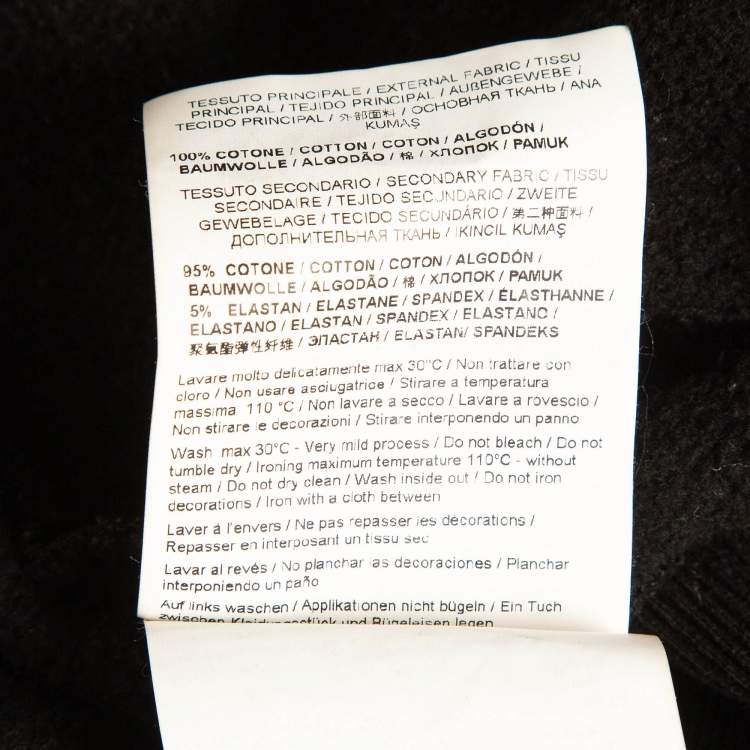 TESSUTO PRINCIPALE / EXTERNAL FABRIC / TISSU
PRINCIPAL / TEJIDO PRINCIPAL / AUßENGEWEBE /
TECIDO PRINCIPAL / 外部面料 / ОСНОВНАЯ ТКАНЬ / ANA
KUMAŞ
100% COTONE / COTTON / COTON / ALGODÓN /
BAUMWOLLE / ALGODÃO / 棉 / ХЛОПОК / PAMUK
TESSUTO SECONDARIO / SECONDARY FABRIC / TISSU
SECONDAIRE / TEJIDO SECUNDARIO / ZWEITE
GEWEBELAGE / TECIDO SECUNDÁRIO / 第二种面料 /
ДОПОЛНИТЕЛЬНАЯ ТКАНЬ / IKINCIL KUMAŞ
95% COTONE / COTTON / COTON / ALGODÓN /
BAUMWOLLE / ALGODÃO / 棉 / ХЛОПОК / PAMUK
5% ELASTAN / ELASTANE / SPANDEX / ÉLASTHANNE /
ELASTANO / ELASTAN / SPANDEX / ELASTANO /
聚氨酯弹性纤维 / ЭЛАСТАН / ELASTAN/ SPANDEKS
Lavare molto delicatamente max 30°C / Non trattare con
cloro / Non usare asciugatrice / Stirare a temperatura
massima 110 °C / Non lavare a secco / Lavare a rovescio /
Non stirare le decorazioni / Stirare interponendo un panno
Wash max 30°C - Very mild process / Do not bleach / Do not
tumble dry / Ironing maximum temperature 110°C - without
steam / Do not dry clean / Wash inside out / Do not iron
decorations / Iron with a cloth between
Laver à l'envers / Ne pas repasser les décorations /
Repasser en interposant un tissu sec
Lavar al revés / No planchar las decoraciones / Planchar
interponiendo un paño
Auf links waschen / Applikationen nicht bügeln / Ein Tuch
zwischen Kleidungsstück und Bügeleisen legen